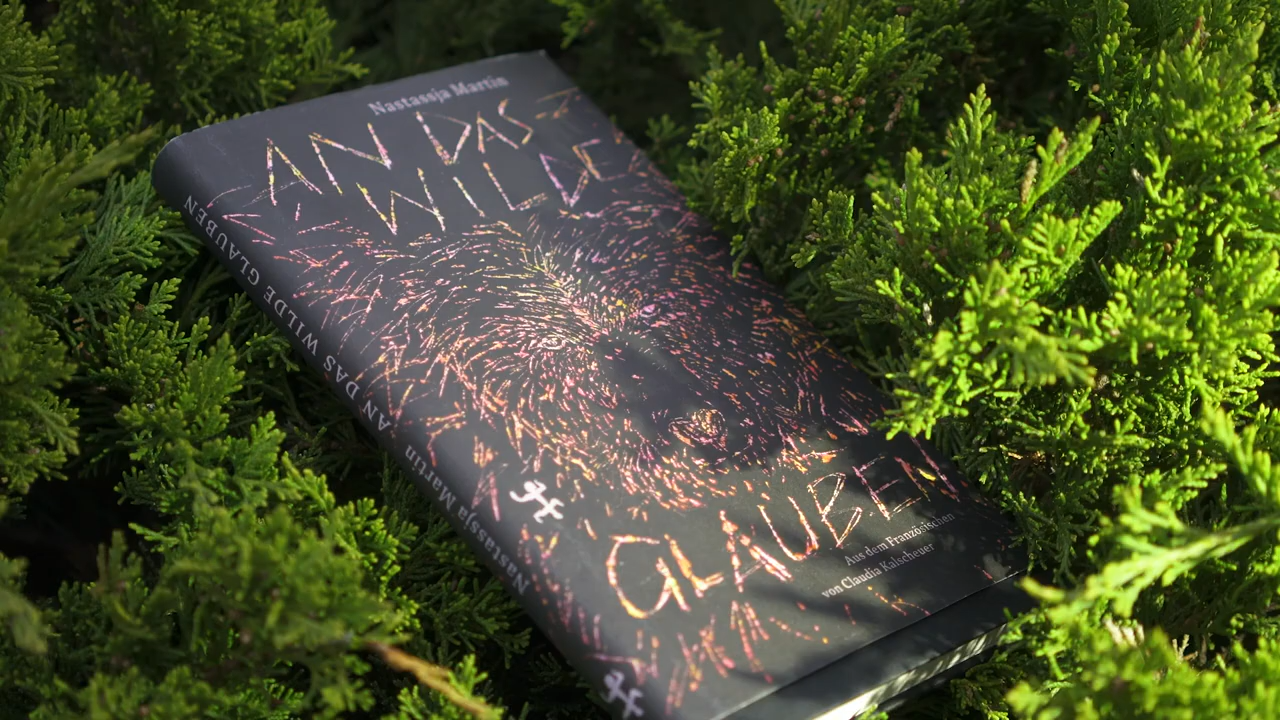 Nastassja Martin
AN DAS
WILDE
GLAUBEN
Aus dem Französischen
von Claudia Kalscheuer
Nastassja Martin AN DAS WILDE GLAUBEN